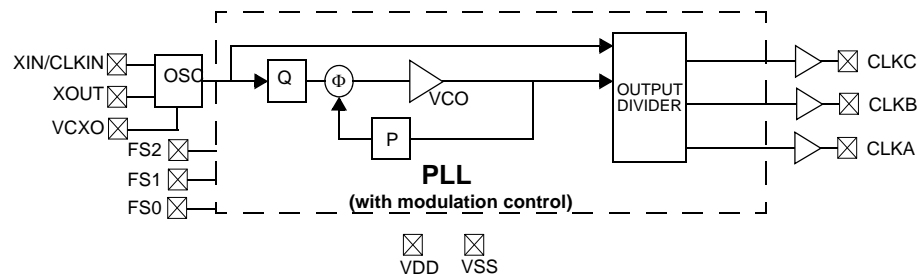 XIN/CLKIN
OSC
XOUT
VCXO
FS2
FS1
FS0
Q
Φ
VCO
P
PLL
(with modulation control)
OUTPUT
DIVIDER
CLKC
CLKB
CLKA
VDD
VSS